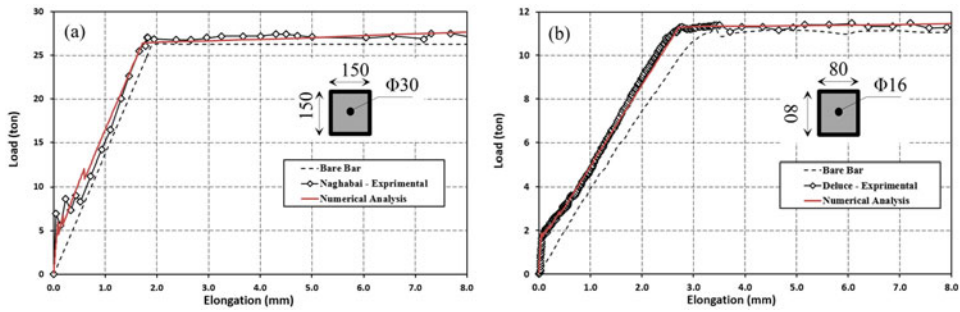 (a)
Load (ton)
30
25
20
15
10
5
0
0.0 1.0 2.0 3.0 4.0 5.0 6.0 7.0 8.0
Elongation (mm)
150
150
Φ30
Bare Bar
Naghabai - Exprimental
Numerical Analysis
(b)
Load (ton)
12
10
8
6
4
2
0
0.0 1.0 2.0 3.0 4.0 5.0 6.0 7.0 8.0
Elongation (mm)
80
80
Φ16
Bare Bar
Deluce - Exprimental
Numerical Analysis